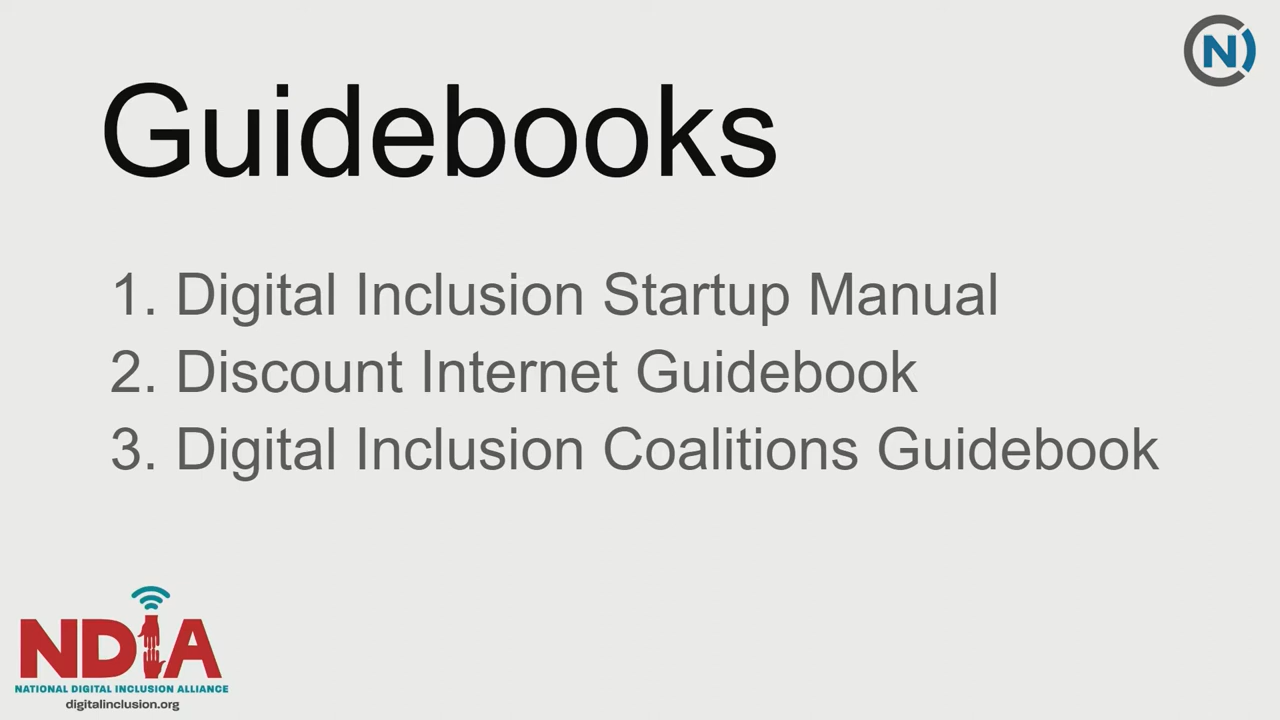 N
Guidebooks
1. Digital Inclusion Startup Manual
2. Discount Internet Guidebook
3. Digital Inclusion Coalitions Guidebook
NDIA
NATIONAL DIGITAL INCLUSION ALLIANCE
digitalinclusion.org